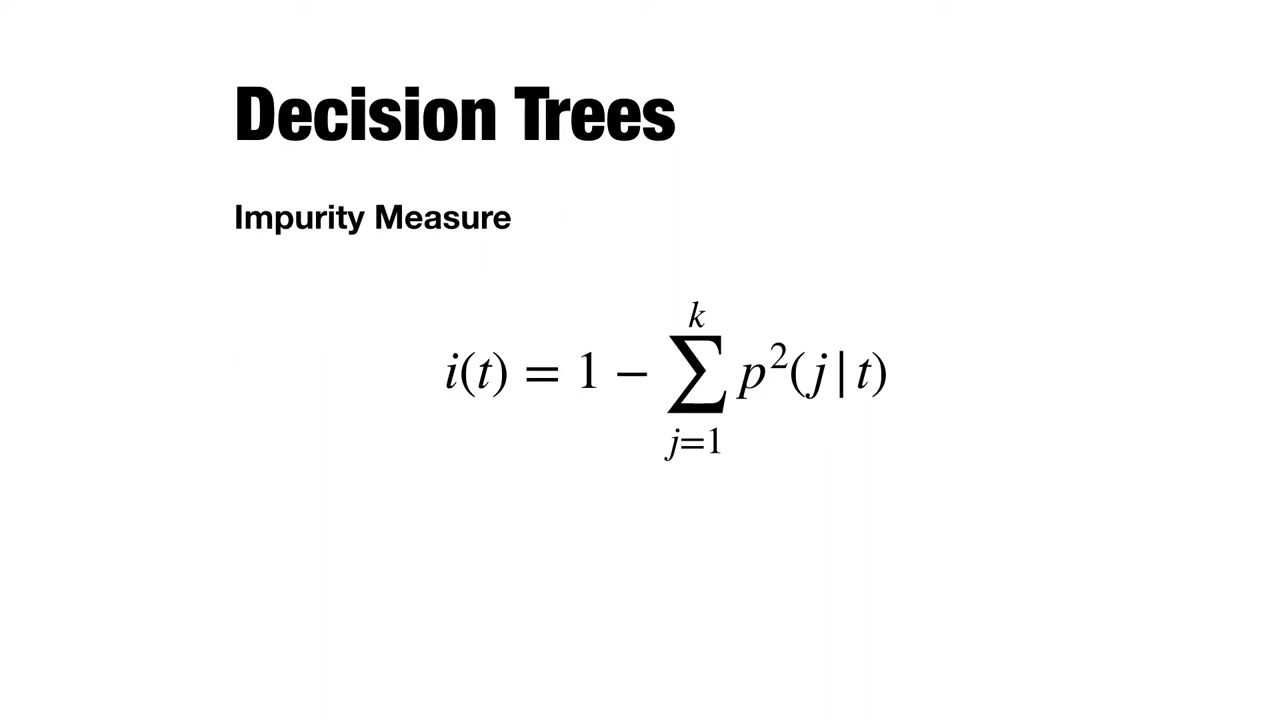 Decision Trees
Impurity Measure
i(t) = 1 − ∑_{j=1}^{k} p²(j | t)